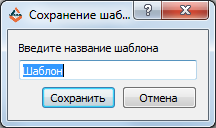 Сохранение шаб...
Введите название шаблона
Шаблон
Сохранить
Отмена